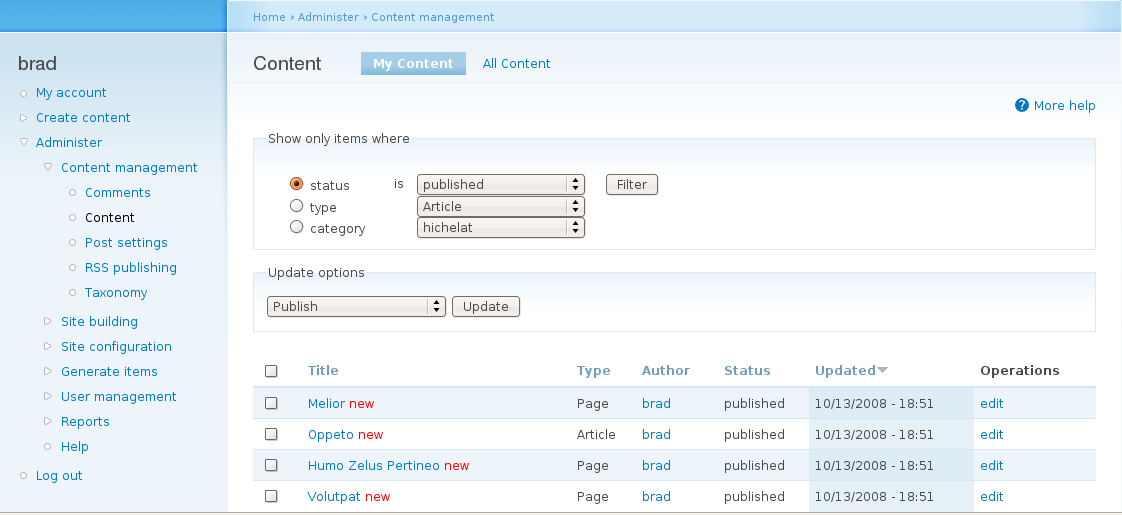 Home › Administer › Content management
brad
My account
Create content
Administer
Content management
Comments
Content
Post settings
RSS publishing
Taxonomy
Site building
Site configuration
Generate items
User management
Reports
Help
Log out
Content My Content All Content
? More help
Show only items where
status is published Filter
type Article
category hichelat
Update options
Publish Update
Title Type Author Status Updated Operations
Melior new Page brad published 10/13/2008 - 18:51 edit
Oppeto new Article brad published 10/13/2008 - 18:51 edit
Humo Zelus Pertineo new Page brad published 10/13/2008 - 18:51 edit
Volutpat new Page brad published 10/13/2008 - 18:51 edit